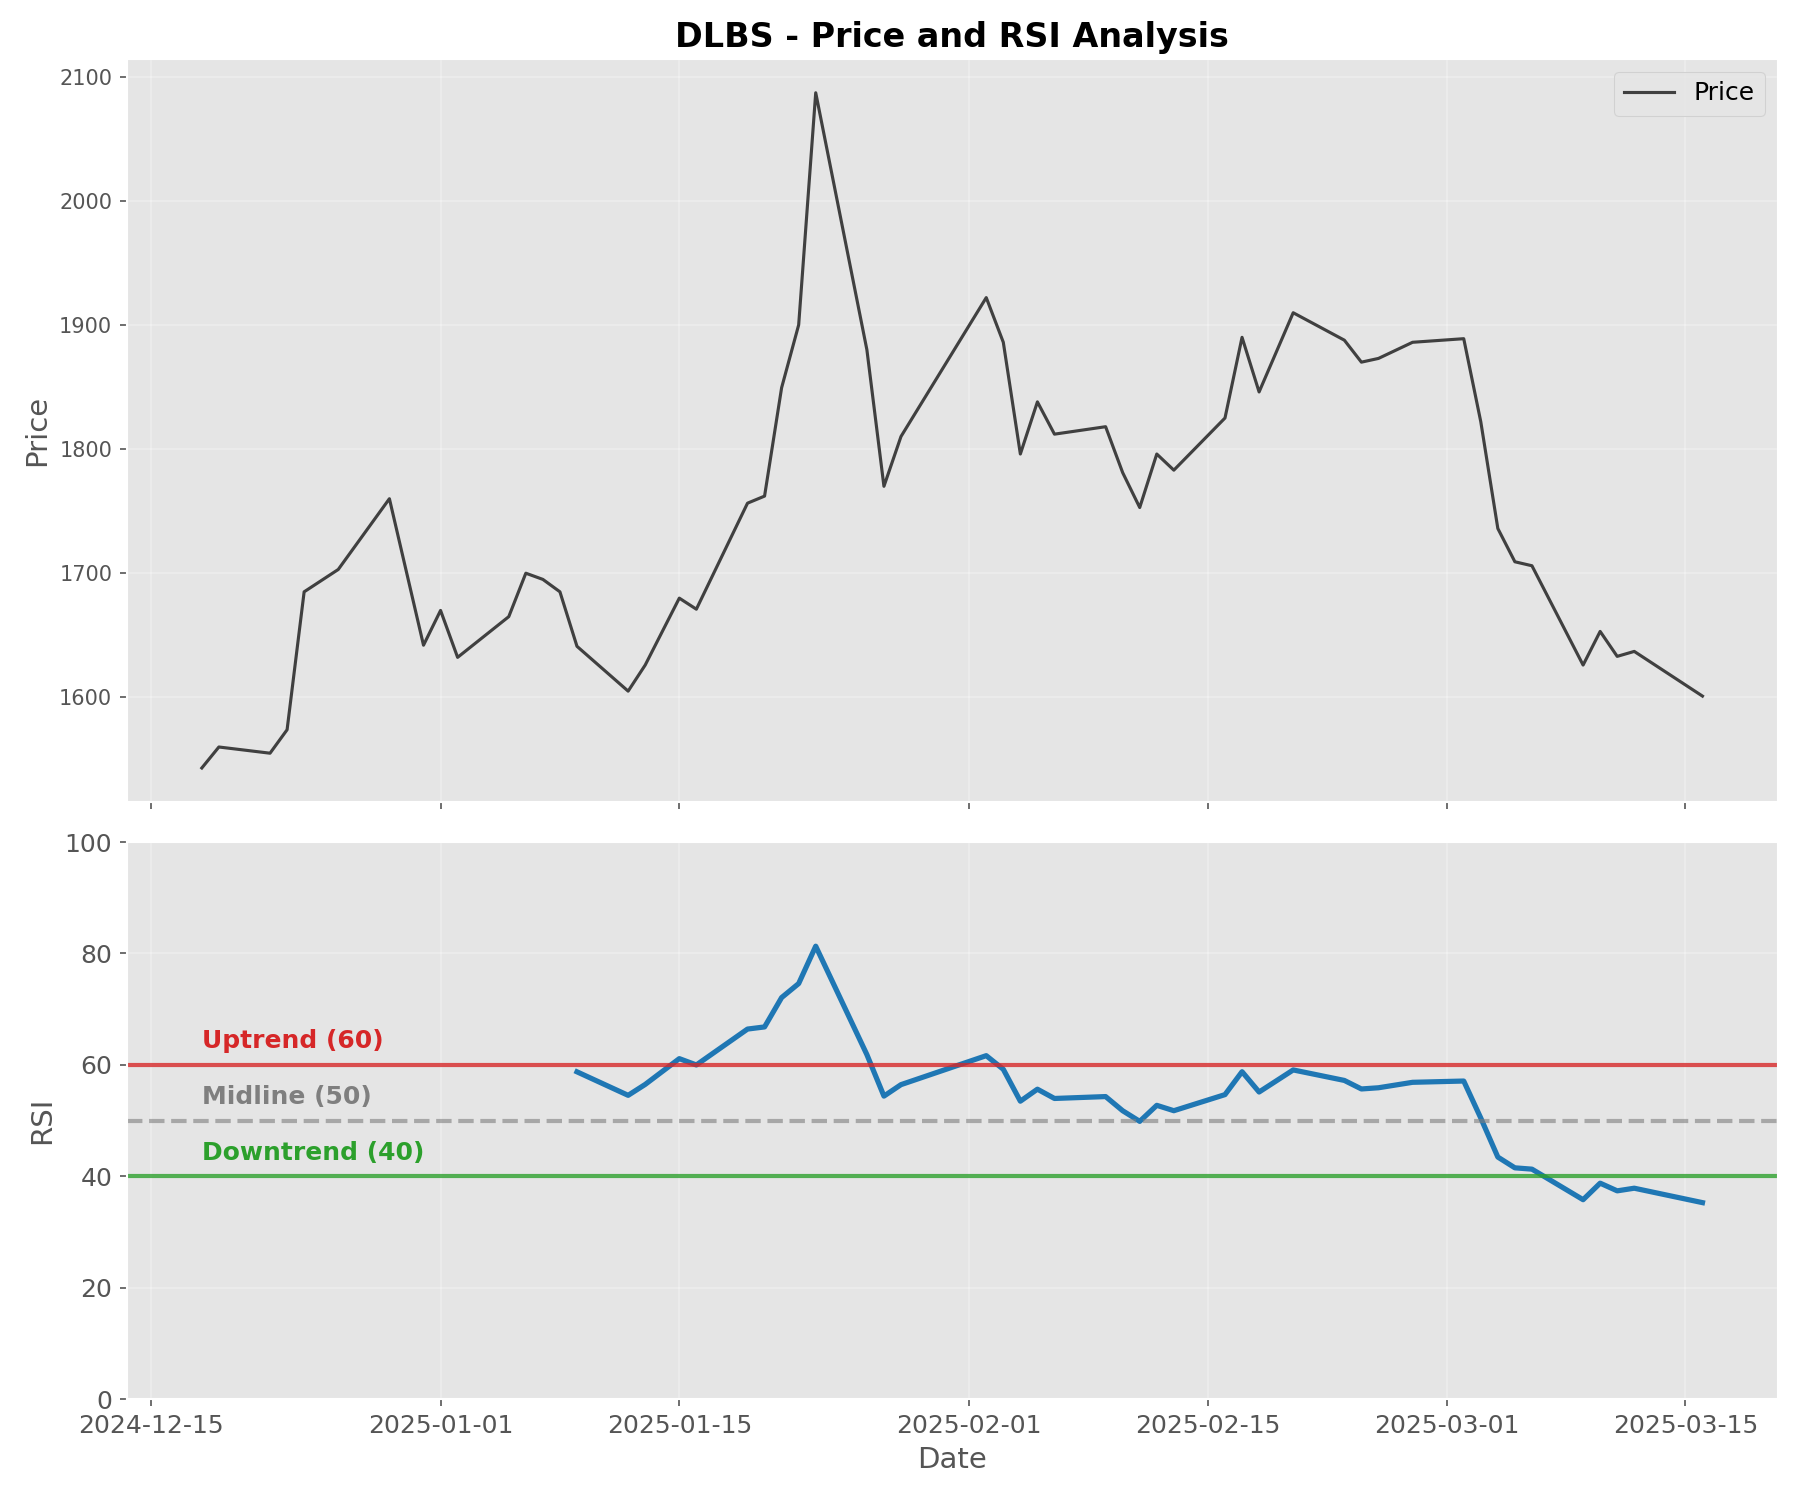 DLBS - Price and RSI Analysis
Price
2100
2000
1900
1800
1700
1600
Price
100
80
60
40
20
0
RSI
Uptrend (60)
Midline (50)
Downtrend (40)
2024-12-15
2025-01-01
2025-01-15
2025-02-01
2025-02-15
2025-03-01
2025-03-15
Date